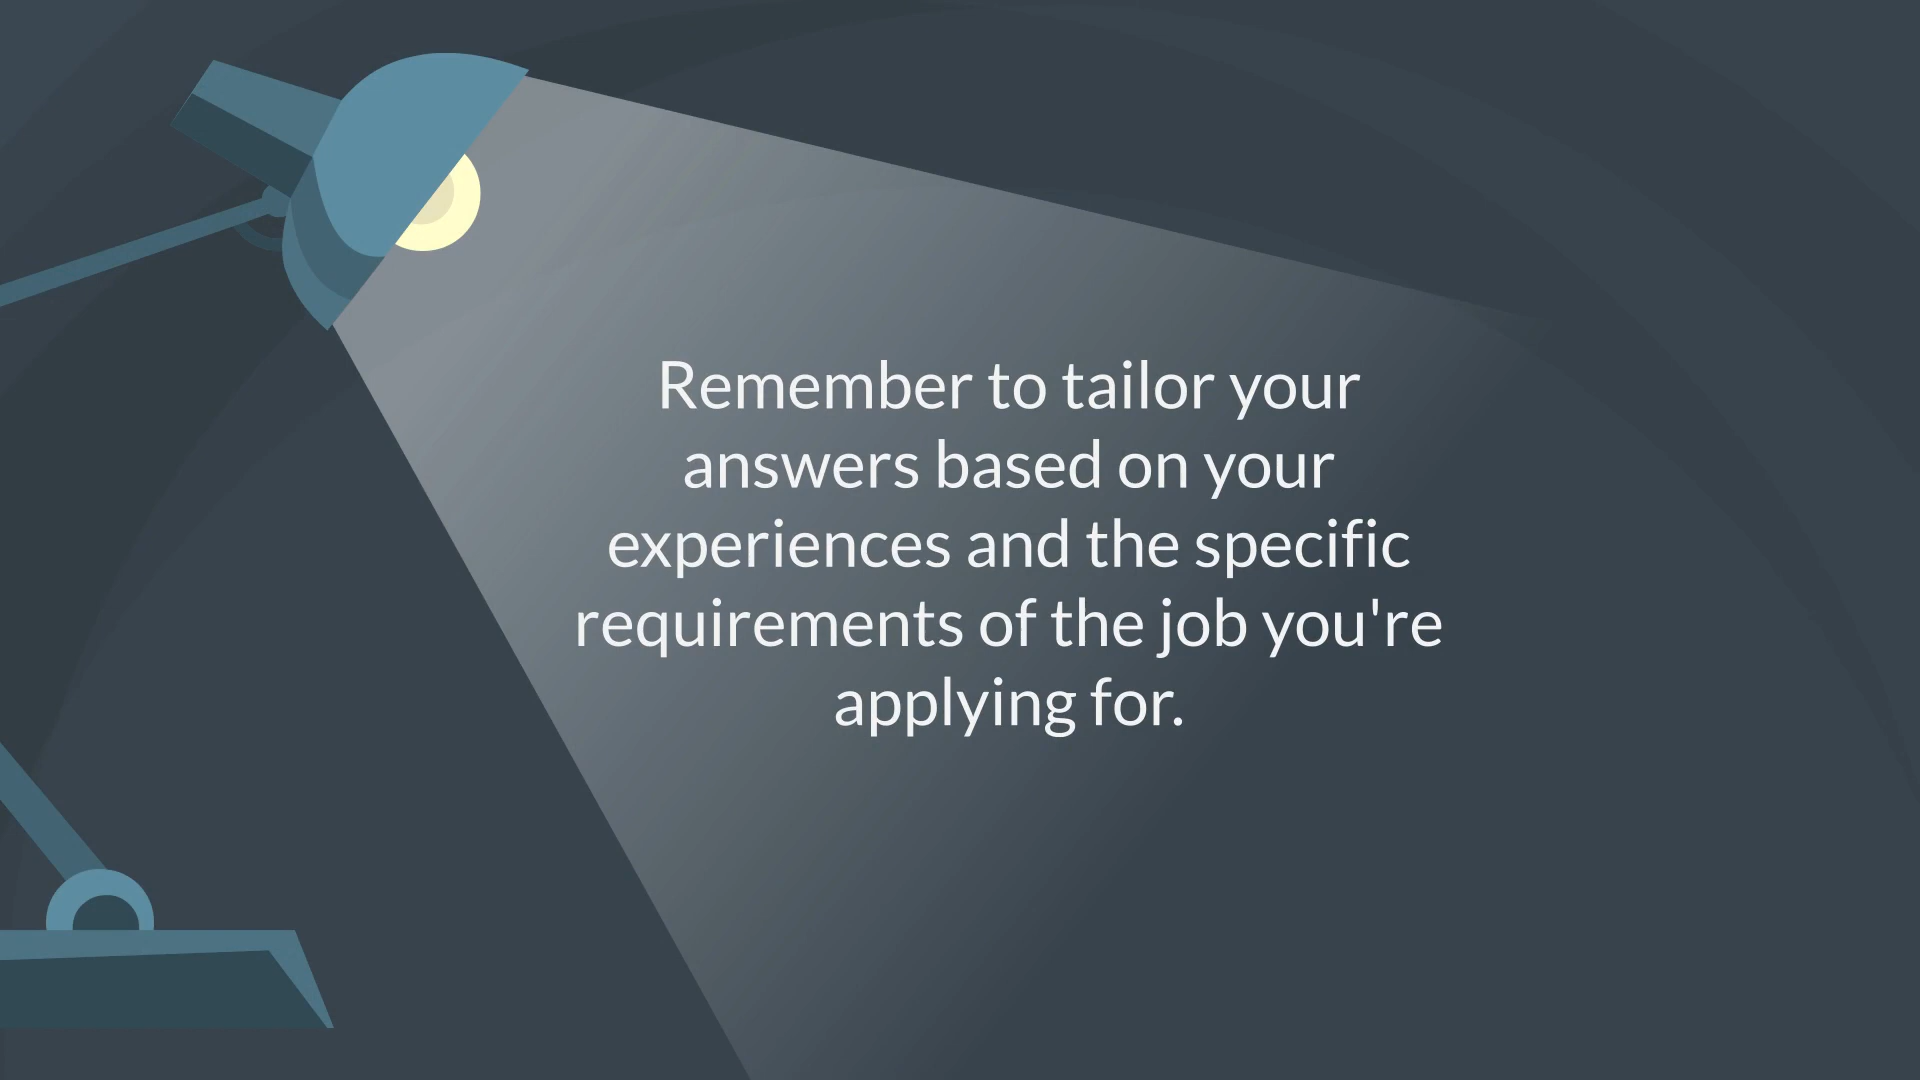 Remember to tailor your
answers based on your
experiences and the specific
requirements of the job you're
applying for.